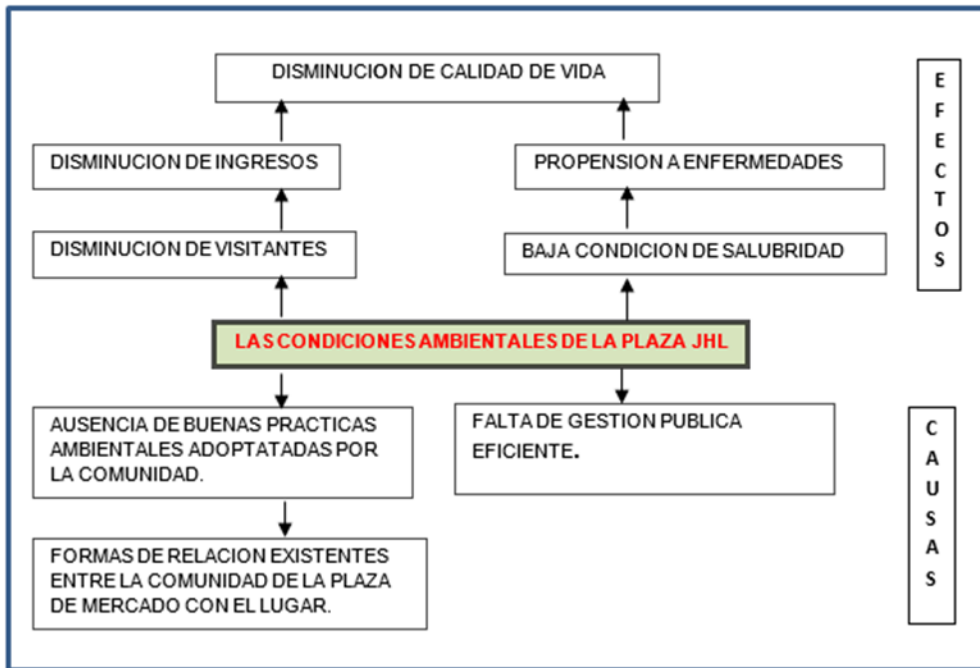 DISMINUCION DE CALIDAD DE VIDA
DISMINUCION DE INGRESOS
PROPENSION A ENFERMEDADES
DISMINUCION DE VISITANTES
BAJA CONDICION DE SALUBRIDAD
EFECTOS
LAS CONDICIONES AMBIENTALES DE LA PLAZA JHL
AUSENCIA DE BUENAS PRACTICAS
AMBIENTALES ADOPTATADAS POR
LA COMUNIDAD.
FALTA DE GESTION PUBLICA
EFICIENTE.
FORMAS DE RELACION EXISTENTES
ENTRE LA COMUNIDAD DE LA PLAZA
DE MERCADO CON EL LUGAR.
CAUSAS